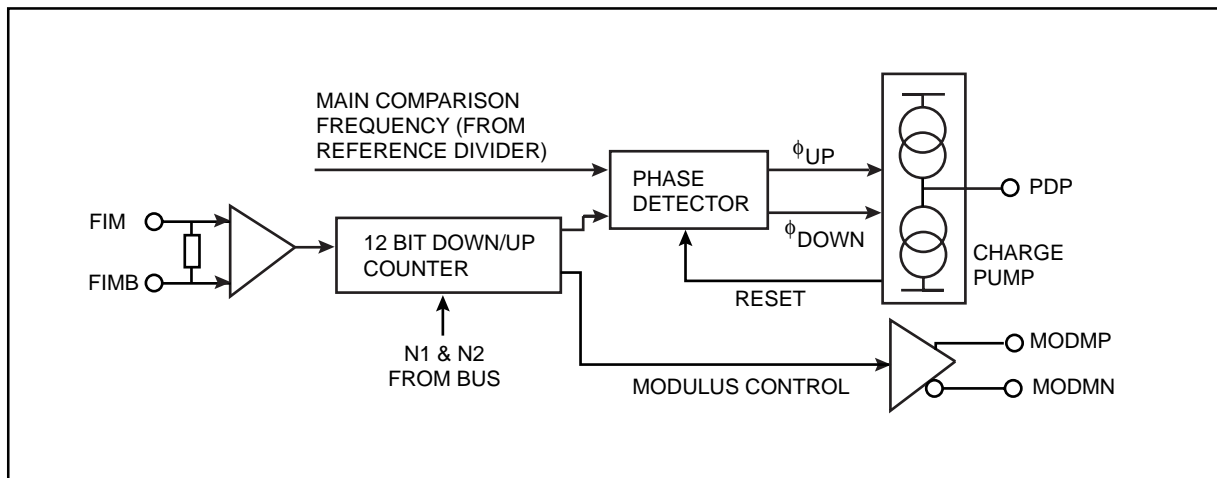 MAIN COMPARISON
FREQUENCY (FROM
REFERENCE DIVIDER)
FIM
FIMB
12 BIT DOWN/UP
COUNTER
N1 & N2
FROM BUS
PHASE
DETECTOR
ϕUP
ϕDOWN
RESET
PDP
CHARGE
PUMP
MODULUS CONTROL
MODMP
MODMN